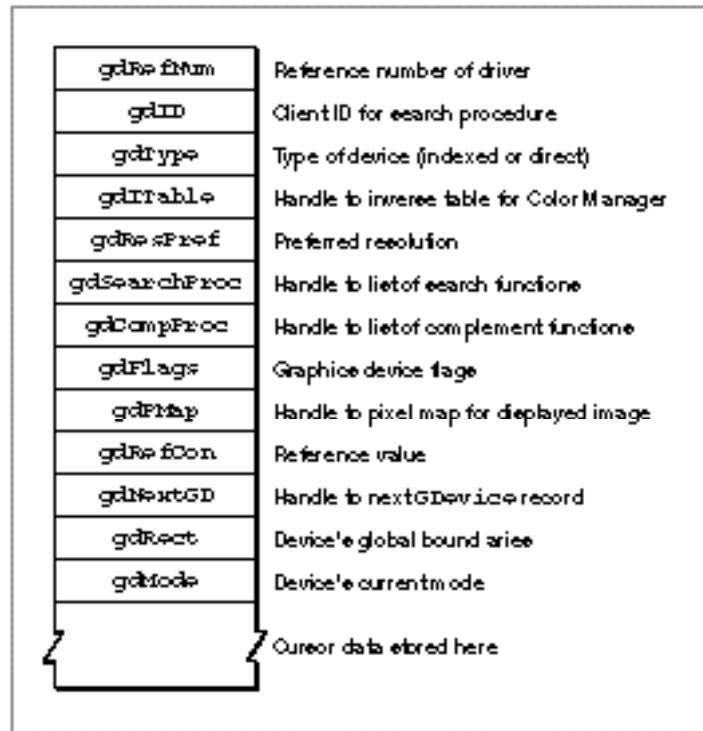 gdRefNum Reference number of driver
gdID Client ID for search procedure
gdType Type of device (indexed or direct)
gdITable Handle to inverse table for Color Manager
gdResPref Preferred resolution
gdSearchProc Handle to list of search functions
gdCompProc Handle to list of complement functions
gdFlags Graphics device flags
gdPMap Handle to pixel map for displayed image
gdRefCon Reference value
gdNextGD Handle to next GDevice record
gdRect Device's global boundaries
gdMode Device's current mode
Cursor data stored here